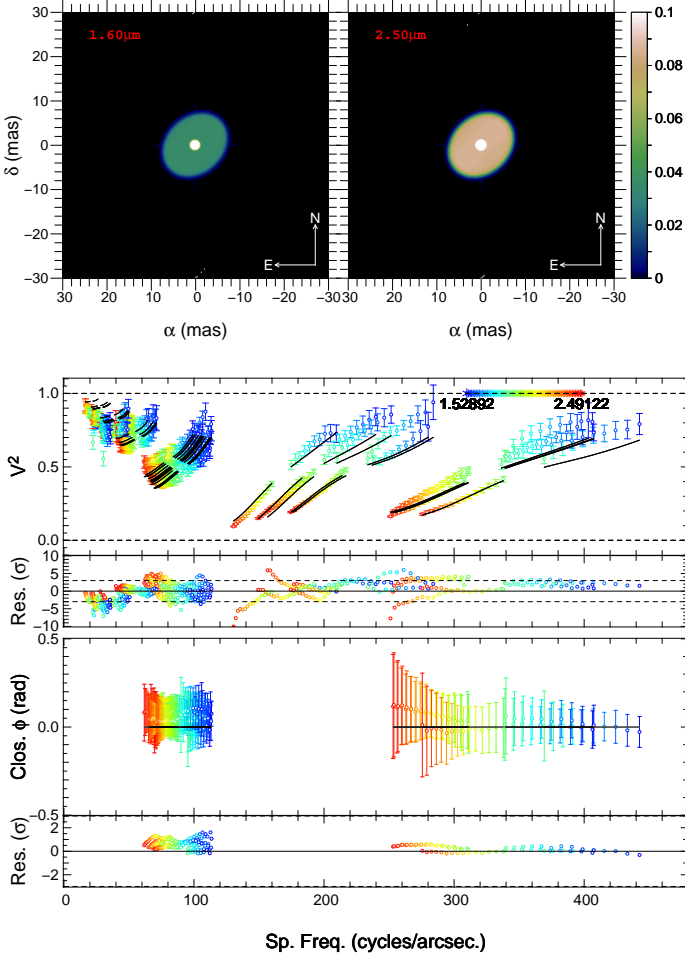 1.60μm
2.50μm
30
20
10
0
−10
−20
−30
δ (mas)
N
E
N
E
0.1
0.08
0.06
0.04
0.02
0
30 20 10 0 −10 −20 −30
30 20 10 0 −10 −20 −30
α (mas)
α (mas)
1.0
0.5
0.0
V²
1.52892
2.49122
10
5
0
−5
−10
Res. (σ)
0.5
0.0
−0.5
Clos. ϕ (rad)
2
0
−2
Res. (σ)
0 100 200 300 400
Sp. Freq. (cycles/arcsec.)